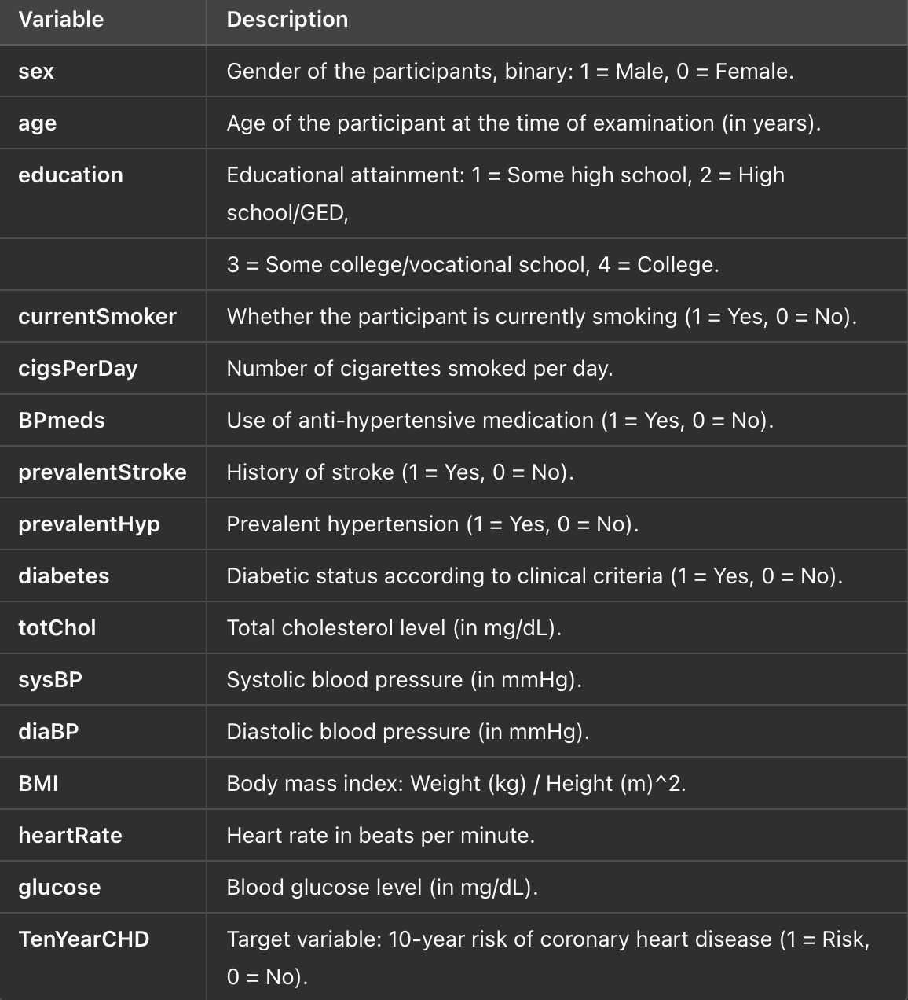 Variable Description
sex Gender of the participants, binary: 1 = Male, 0 = Female.
age Age of the participant at the time of examination (in years).
education Educational attainment: 1 = Some high school, 2 = High
school/GED,
3 = Some college/vocational school, 4 = College.
currentSmoker Whether the participant is currently smoking (1 = Yes, 0 = No).
cigsPerDay Number of cigarettes smoked per day.
BPmeds Use of anti-hypertensive medication (1 = Yes, 0 = No).
prevalentStroke History of stroke (1 = Yes, 0 = No).
prevalentHyp Prevalent hypertension (1 = Yes, 0 = No).
diabetes Diabetic status according to clinical criteria (1 = Yes, 0 = No).
totChol Total cholesterol level (in mg/dL).
sysBP Systolic blood pressure (in mmHg).
diaBP Diastolic blood pressure (in mmHg).
BMI Body mass index: Weight (kg) / Height (m)^2.
heartRate Heart rate in beats per minute.
glucose Blood glucose level (in mg/dL).
TenYearCHD Target variable: 10-year risk of coronary heart disease (1 = Risk,
0 = No).